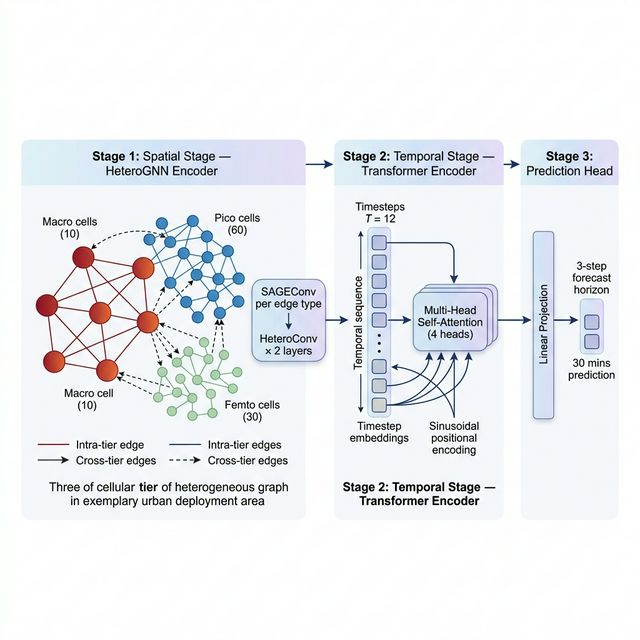 Stage 1: Spatial Stage —
HeteroGNN Encoder
Macro cells
(10)
Pico cells
(60)
SAGEConv
per edge type
HeteroConv
× 2 layers
Macro cell
(10)
Femto cells
(30)
Intra-tier edge
Intra-tier edges
Cross-tier edges
Cross-tier edges
Three of cellular tier of heterogeneous graph
in exemplary urban deployment area
Stage 2: Temporal Stage —
Transformer Encoder
Timesteps
T = 12
Temporal sequence
Multi-Head
Self-Attention
(4 heads)
Timestep
embeddings
Sinusoidal
positional
encoding
Stage 2: Temporal Stage —
Transformer Encoder
Stage 3:
Prediction Head
Linear Projection
3-step
forecast
horizon
30 mins
prediction